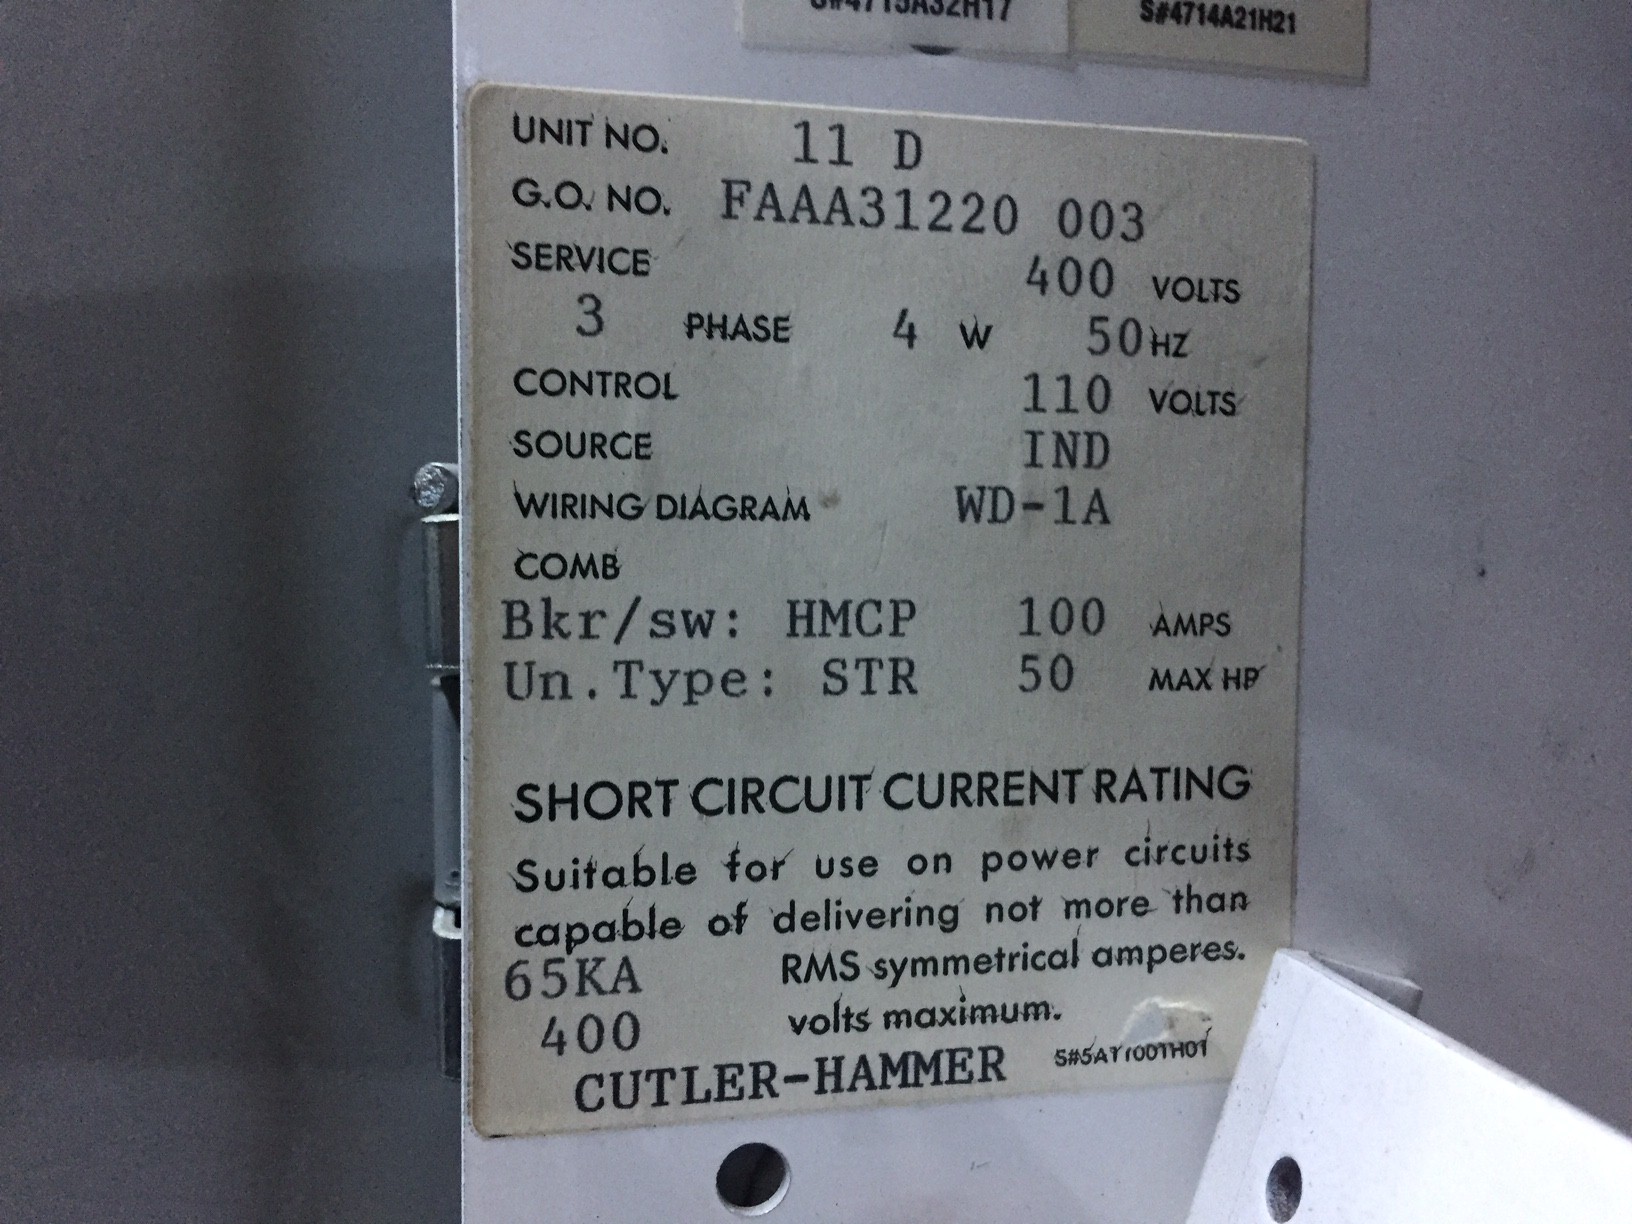 S#4714A21H21
UNIT NO. 11 D
G.O. NO. FAAA31220 003
SERVICE 400 VOLTS
3 PHASE 4 W 50 HZ
CONTROL 110 VOLTS
SOURCE IND
WIRING DIAGRAM WD-1A
COMB
Bkr/sw: HMCP 100 AMPS
Un.Type: STR 50 MAX HP
SHORT CIRCUIT CURRENT RATING
Suitable for use on power circuits
capable of delivering not more than
65KA RMS symmetrical amperes.
400 volts maximum.
CUTLER-HAMMER